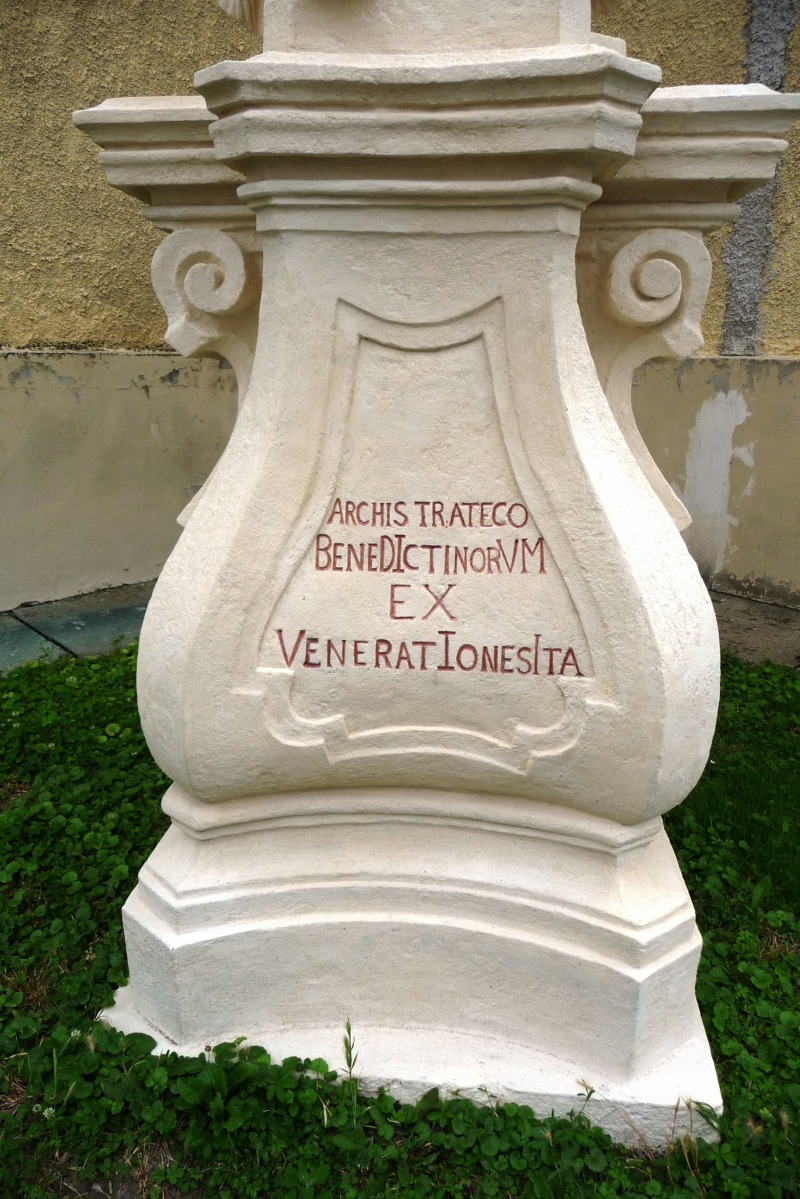 ARCHIS TRATECO
BENEDICTINORVM
EX
VENERATIONESITA